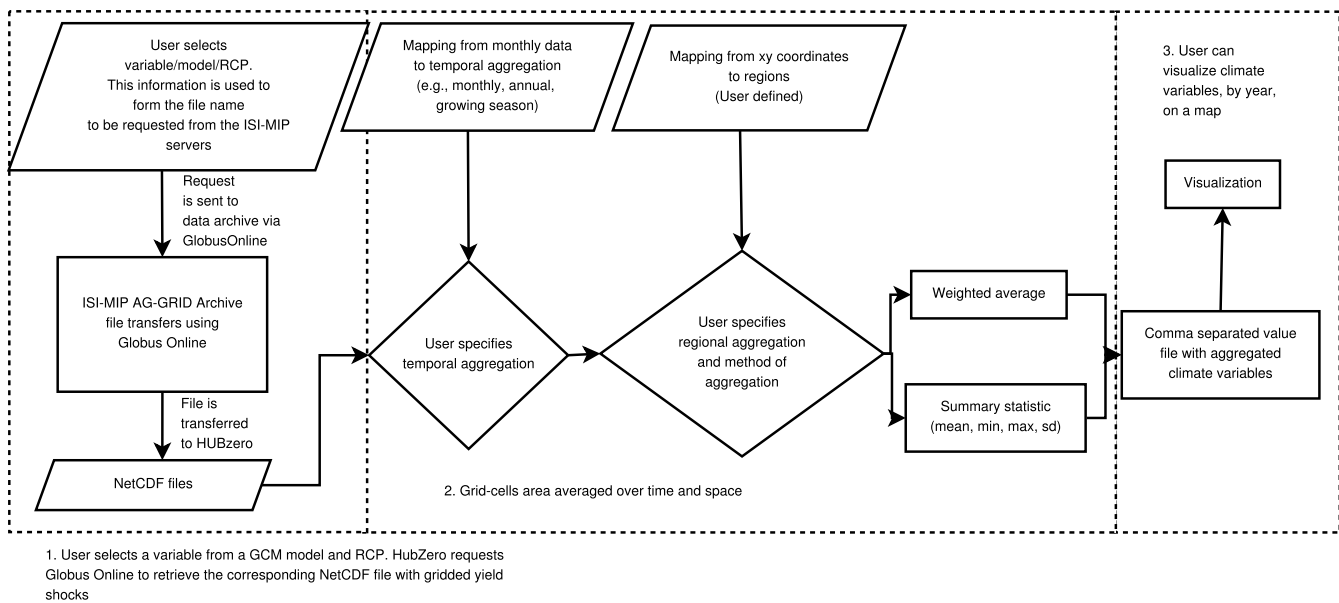 User selects
variable/model/RCP.
This information is used to
form the file name
to be requested from the ISI-MIP
servers
Mapping from monthly data
to temporal aggregation
(e.g., monthly, annual,
growing season)
Mapping from xy coordinates
to regions
(User defined)
3. User can
visualize climate
variables, by year,
on a map
Request
is sent to
data archive via
GlobusOnline
Visualization
ISI-MIP AG-GRID Archive
file transfers using
Globus Online
User specifies
temporal aggregation
User specifies
regional aggregation
and method of
aggregation
Weighted average
Summary statistic
(mean, min, max, sd)
Comma separated value
file with aggregated
climate variables
File is
transferred
to HUBzero
NetCDF files
2. Grid-cells area averaged over time and space
1. User selects a variable from a GCM model and RCP. HubZero requests
Globus Online to retrieve the corresponding NetCDF file with gridded yield
shocks